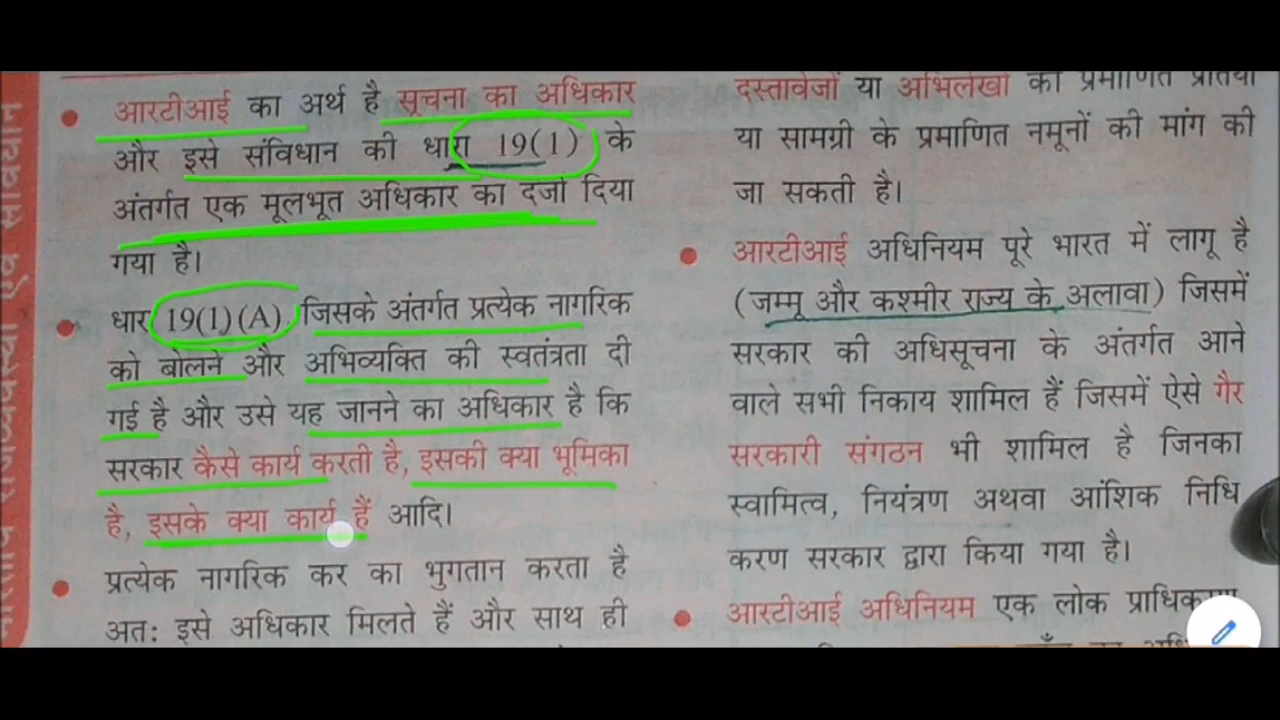 आरटीआई का अर्थ है सूचना का अधिकार
और इसे संविधान की धारा 19(1) के
अंतर्गत एक मूलभूत अधिकार का दर्जा दिया
गया है।
धार 19(1)(A) जिसके अंतर्गत प्रत्येक नागरिक
को बोलने और अभिव्यक्ति की स्वतंत्रता दी
गई है और उसे यह जानने का अधिकार है कि
सरकार कैसे कार्य करती है, इसकी क्या भूमिका
है, इसके क्या कार्य हैं आदि।
प्रत्येक नागरिक कर का भुगतान करता है
अतः इसे अधिकार मिलते हैं और साथ ही
दस्तावेजों या अभिलेखों की प्रमाणित प्रतियां
या सामग्री के प्रमाणित नमूनों की मांग की
जा सकती है।
आरटीआई अधिनियम पूरे भारत में लागू है
(जम्मू और कश्मीर राज्य के अलावा) जिसमें
सरकार की अधिसूचना के अंतर्गत आने
वाले सभी निकाय शामिल हैं जिसमें ऐसे गैर
सरकारी संगठन भी शामिल है जिनका
स्वामित्व, नियंत्रण अथवा आंशिक निधि
करण सरकार द्वारा किया गया है।
आरटीआई अधिनियम एक लोक प्राधिकरण